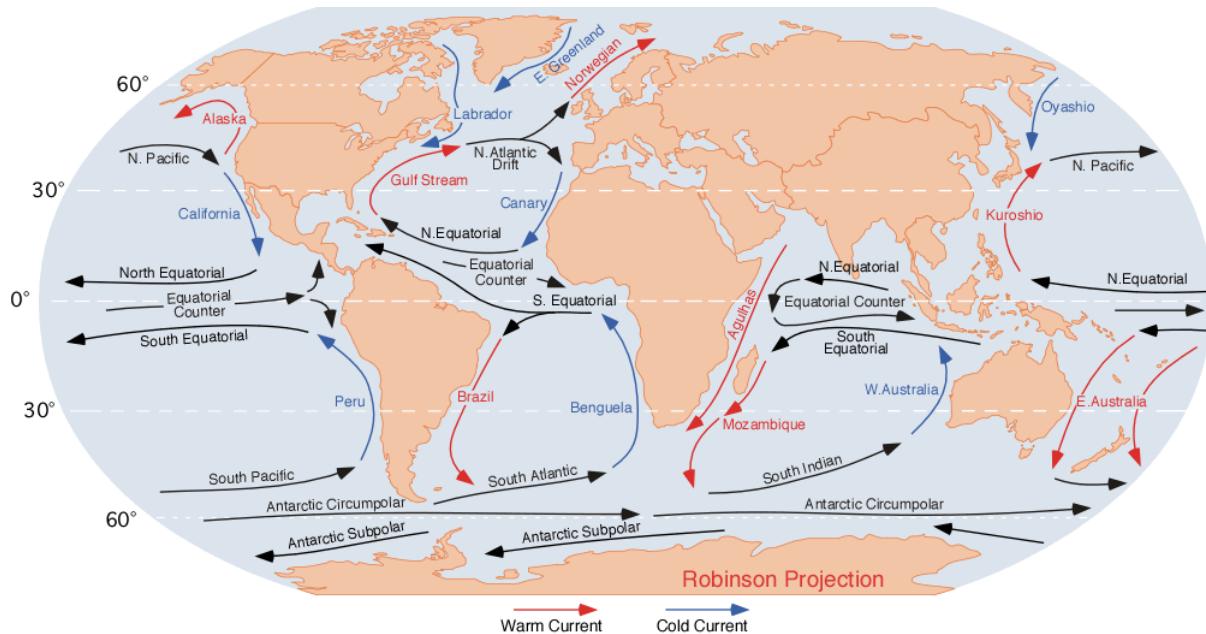 E. Greenland
Norwegian
60°
Alaska
Labrador
Oyashio
N. Pacific
N.Atlantic
Drift
N. Pacific
30°
Gulf Stream
California
Canary
Kuroshio
N.Equatorial
North Equatorial
Equatorial
Counter
N.Equatorial
N.Equatorial
0°
Equatorial
Counter
S. Equatorial
Agulhas
Equatorial Counter
South Equatorial
South
Equatorial
Peru
Brazil
Benguela
W.Australia
E.Australia
30°
Mozambique
South Pacific
South Atlantic
South Indian
Antarctic Circumpolar
Antarctic Circumpolar
60°
Antarctic Subpolar
Antarctic Subpolar
Robinson Projection
Warm Current
Cold Current